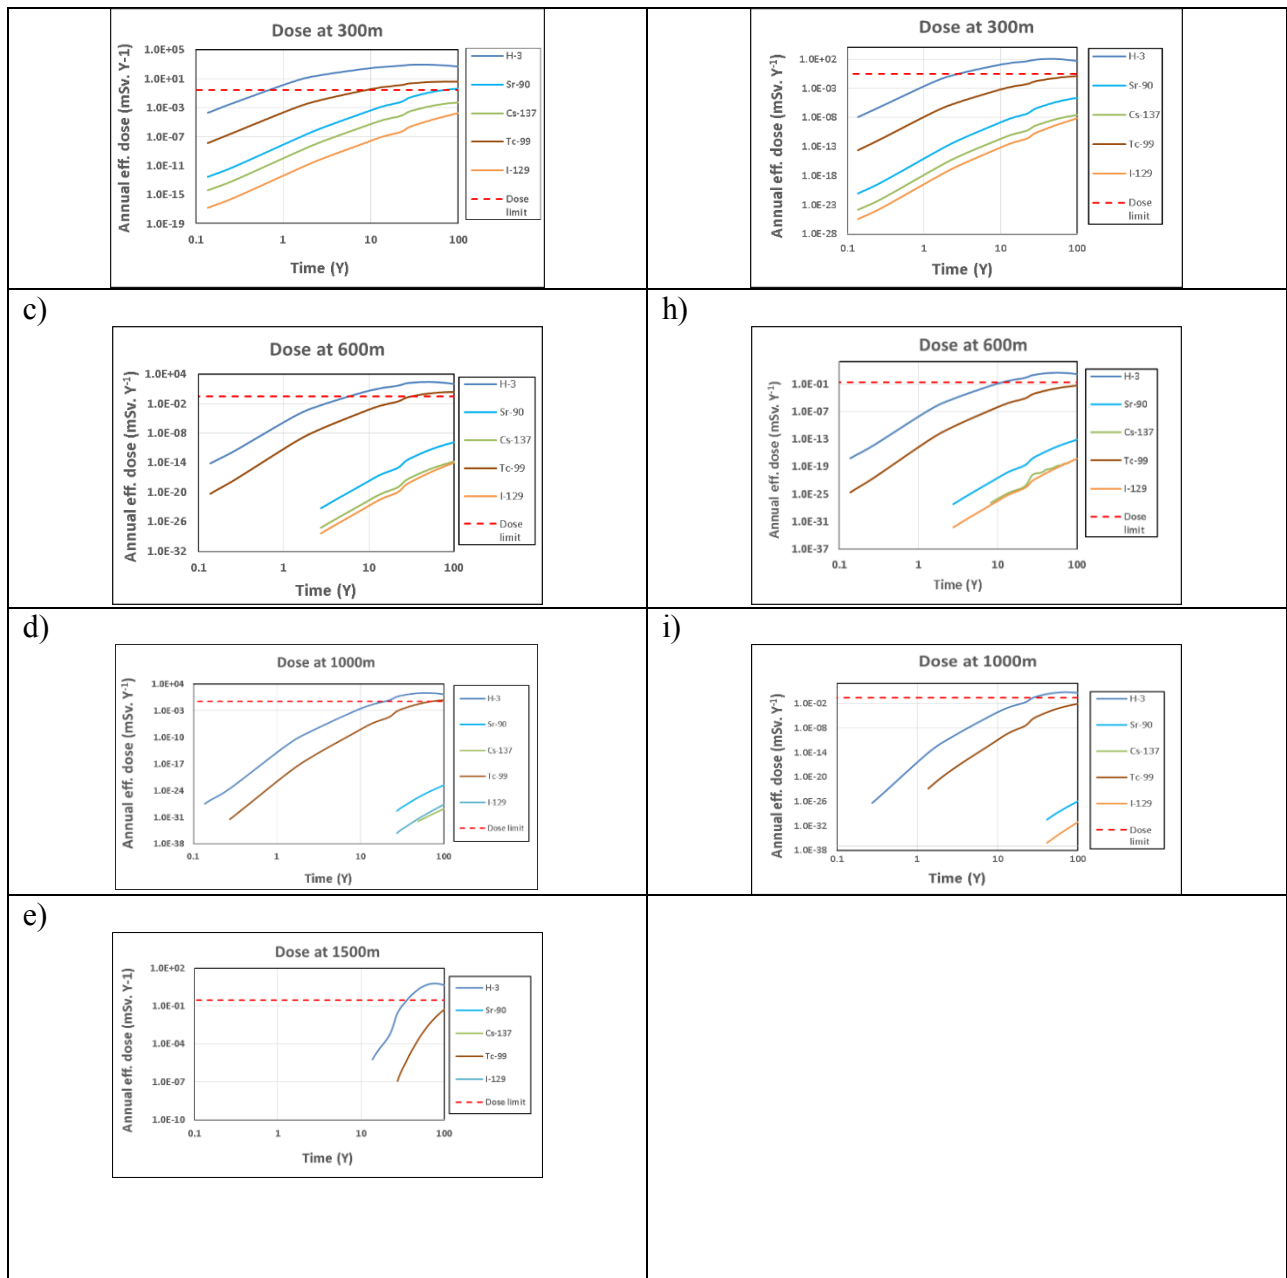 Dose at 300m
Annual eff. dose (mSv. Y-1)
1.0E+05
1.0E+01
1.0E-03
1.0E-07
1.0E-11
1.0E-15
1.0E-19
0.1 1 10 100
Time (Y)
H-3
Sr-90
Cs-137
Tc-99
I-129
Dose
limit
Dose at 300m
Annual eff. dose (mSv. Y-1)
1.0E+02
1.0E-03
1.0E-08
1.0E-13
1.0E-18
1.0E-23
1.0E-28
0.1 1 10 100
Time (Y)
H-3
Sr-90
Cs-137
Tc-99
I-129
Dose
limit
c)
Dose at 600m
Annual eff. dose (mSv. Y-1)
1.0E+04
1.0E-02
1.0E-08
1.0E-14
1.0E-20
1.0E-26
1.0E-32
0.1 1 10 100
Time (Y)
H-3
Sr-90
Cs-137
Tc-99
I-129
Dose
limit
h)
Dose at 600m
Annual eff. dose (mSv. Y-1)
1.0E-01
1.0E-07
1.0E-13
1.0E-19
1.0E-25
1.0E-31
1.0E-37
0.1 1 10 100
Time (Y)
H-3
Sr-90
Cs-137
Tc-99
I-129
Dose
limit
d)
Dose at 1000m
Annual eff. dose (mSv. Y-1)
1.0E+04
1.0E-03
1.0E-10
1.0E-17
1.0E-24
1.0E-31
1.0E-38
0.1 1 10 100
Time (Y)
H-3
Sr-90
Cs-137
Tc-99
I-129
Dose limit
i)
Dose at 1000m
Annual eff. dose (mSv. Y-1)
1.0E-02
1.0E-08
1.0E-14
1.0E-20
1.0E-26
1.0E-32
1.0E-38
0.1 1 10 100
Time (Y)
H-3
Sr-90
Cs-137
Tc-99
I-129
Dose
limit
e)
Dose at 1500m
Annual eff. dose (mSv. Y-1)
1.0E+02
1.0E-01
1.0E-04
1.0E-07
1.0E-10
0.1 1 10 100
Time (Y)
H-3
Sr-90
Cs-137
Tc-99
I-129
Dose limit